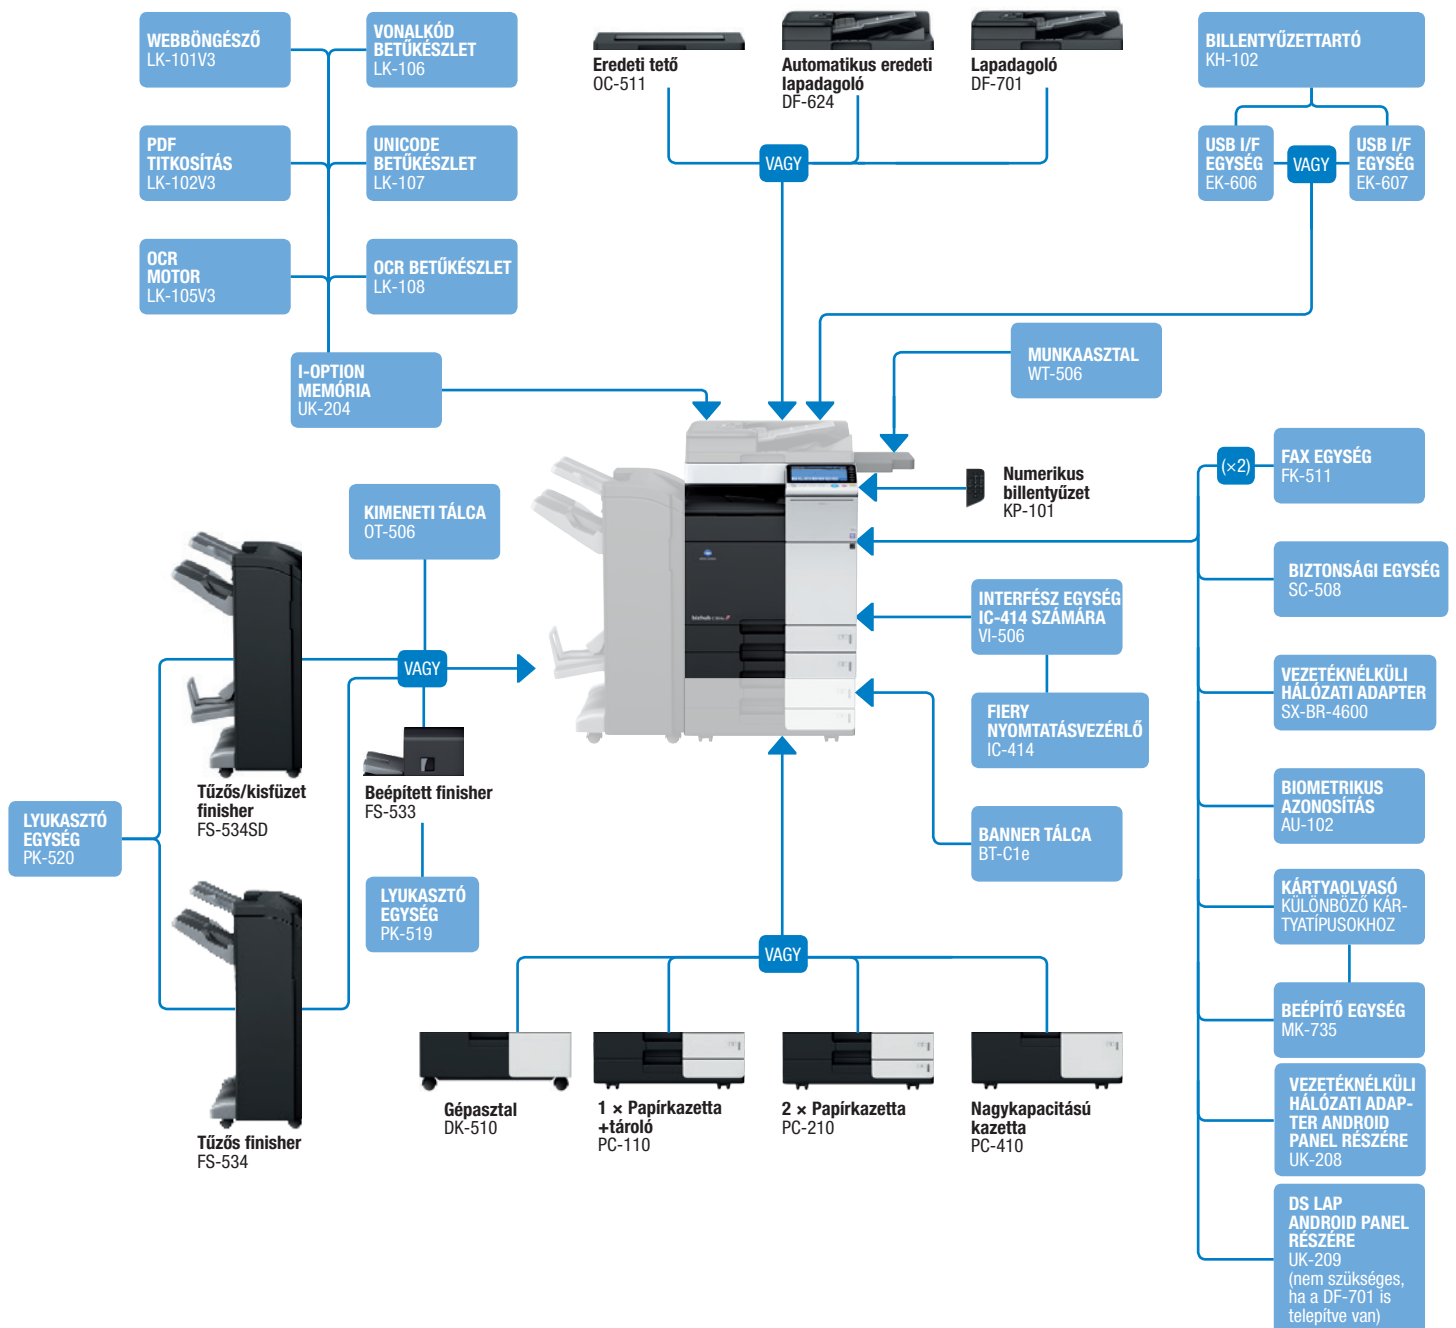 WEBBÖNGÉSZŐ
LK-101V3
VONALKÓD
BETŰKÉSZLET
LK-106
PDF
TITKOSÍTÁS
LK-102V3
UNICODE
BETŰKÉSZLET
LK-107
OCR
MOTOR
LK-105V3
OCR BETŰKÉSZLET
LK-108
I-OPTION
MEMÓRIA
UK-204
Eredeti tető
OC-511
Automatikus eredeti
lapadagoló
DF-624
Lapadagoló
DF-701
VAGY
BILLENTYŰZETTARTÓ
KH-102
USB I/F
EGYSÉG
EK-606
VAGY
USB I/F
EGYSÉG
EK-607
MUNKAASZTAL
WT-506
Numerikus
billentyűzet
KP-101
(×2)
FAX EGYSÉG
FK-511
BIZTONSÁGI EGYSÉG
SC-508
VEZETÉKNÉLKÜLI
HÁLÓZATI ADAPTER
SX-BR-4600
BIOMETRIKUS
AZONOSÍTÁS
AU-102
KÁRTYAOLVASÓ
KÜLÖNBÖZŐ KÁR-
TYATÍPUSOKHOZ
BEÉPÍTŐ EGYSÉG
MK-735
VEZETÉKNÉLKÜLI
HÁLÓZATI ADAP-
TER ANDROID
PANEL RÉSZÉRE
UK-208
DS LAP
ANDROID PANEL
RÉSZÉRE
UK-209
(nem szükséges,
ha a DF-701 is
telepítve van)
INTERFÉSZ EGYSÉG
IC-414 SZÁMÁRA
VI-506
FIERY
NYOMTATÁSVEZÉRLŐ
IC-414
BANNER TÁLCA
BT-C1e
KIMENETI TÁLCA
OT-506
VAGY
bizhub
Tűzős/kisfüzet
finisher
FS-534SD
Beépített finisher
FS-533
LYUKASZTÓ
EGYSÉG
PK-520
LYUKASZTÓ
EGYSÉG
PK-519
Tűzős finisher
FS-534
VAGY
Gépasztal
DK-510
1 × Papírkazetta
+tároló
PC-110
2 × Papírkazetta
PC-210
Nagykapacitású
kazetta
PC-410